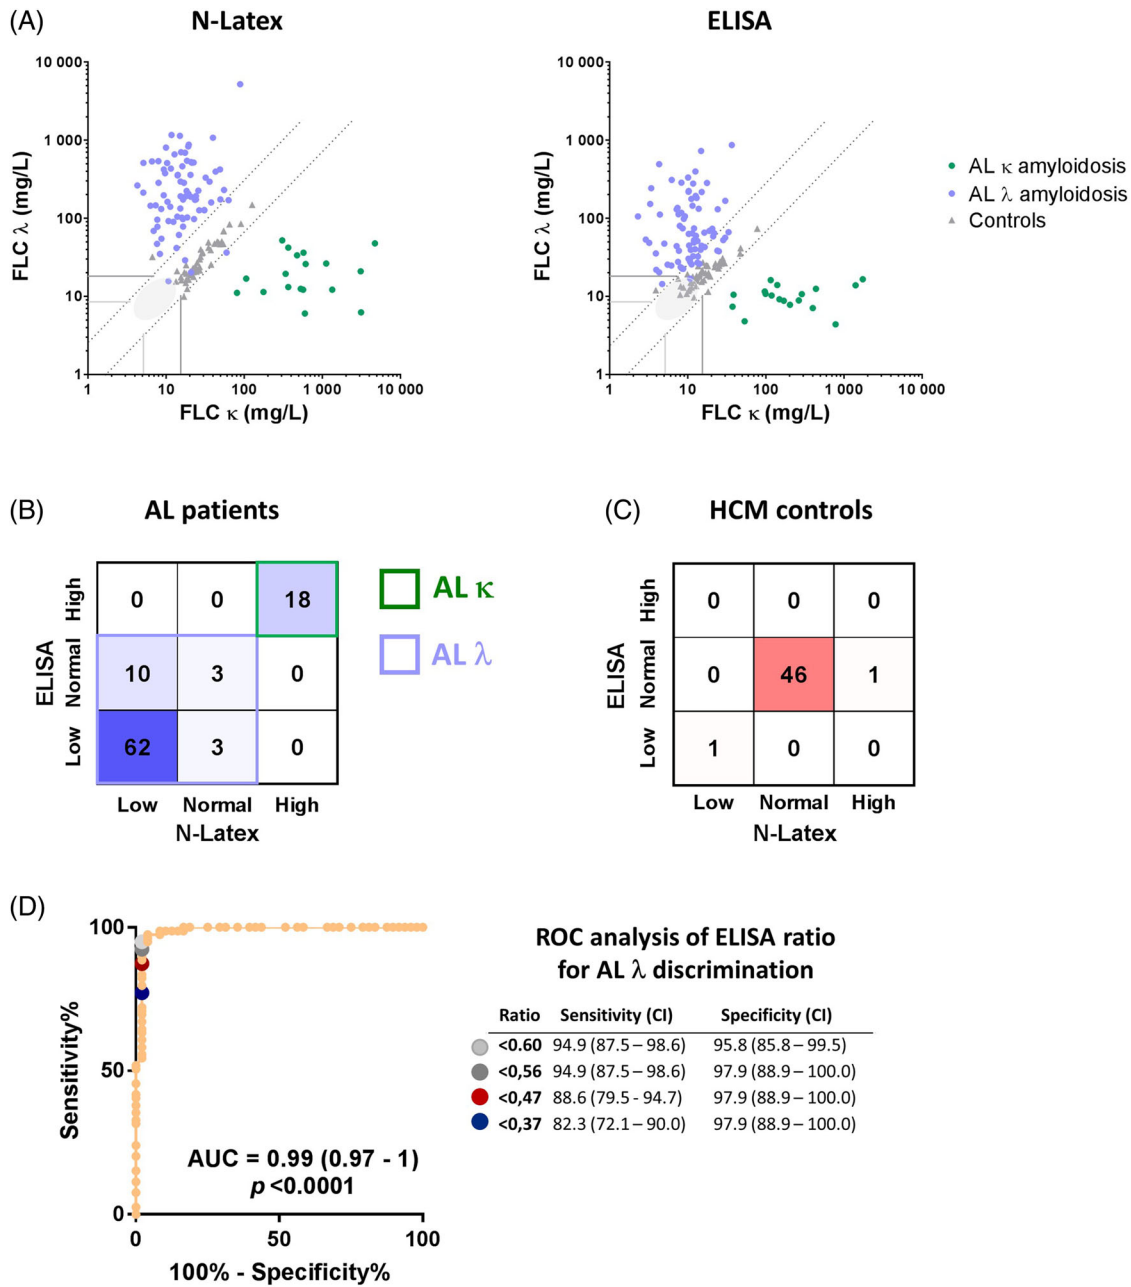 (A)
N-Latex
ELISA
10 000
1 000
100
10
1
FLC λ (mg/L)
1 10 100 1 000 10 000
FLC κ (mg/L)
10 000
1 000
100
10
1
FLC λ (mg/L)
1 10 100 1 000 10 000
FLC κ (mg/L)
AL κ amyloidosis
AL λ amyloidosis
Controls
(B)
AL patients
ELISA
High 0 0 18
Normal 10 3 0
Low 62 3 0
Low Normal High
N-Latex
AL κ
AL λ
(C)
HCM controls
ELISA
High 0 0 0
Normal 0 46 1
Low 1 0 0
Low Normal High
N-Latex
(D)
100
50
0
Sensitivity%
AUC = 0.99 (0.97 - 1)
p <0.0001
0 50 100
100% - Specificity%
ROC analysis of ELISA ratio
for AL λ discrimination
Ratio Sensitivity (CI) Specificity (CI)
<0.60 94.9 (87.5 – 98.6) 95.8 (85.8 – 99.5)
<0,56 94.9 (87.5 – 98.6) 97.9 (88.9 – 100.0)
<0,47 88.6 (79.5 - 94.7) 97.9 (88.9 – 100.0)
<0,37 82.3 (72.1 – 90.0) 97.9 (88.9 – 100.0)